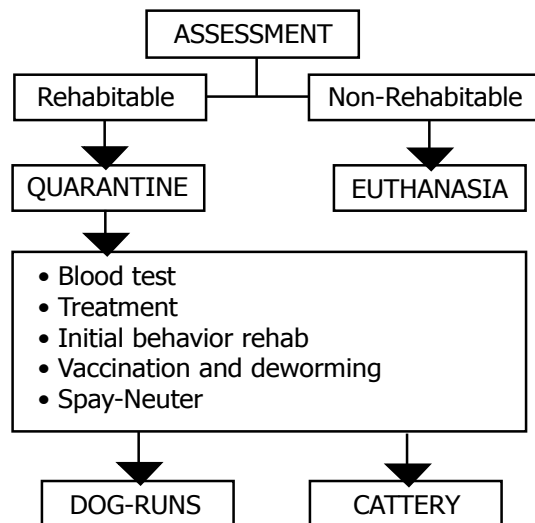 ASSESSMENT
Rehabitable
Non-Rehabitable
QUARANTINE
EUTHANASIA
• Blood test
• Treatment
• Initial behavior rehab
• Vaccination and deworming
• Spay-Neuter
DOG-RUNS
CATTERY